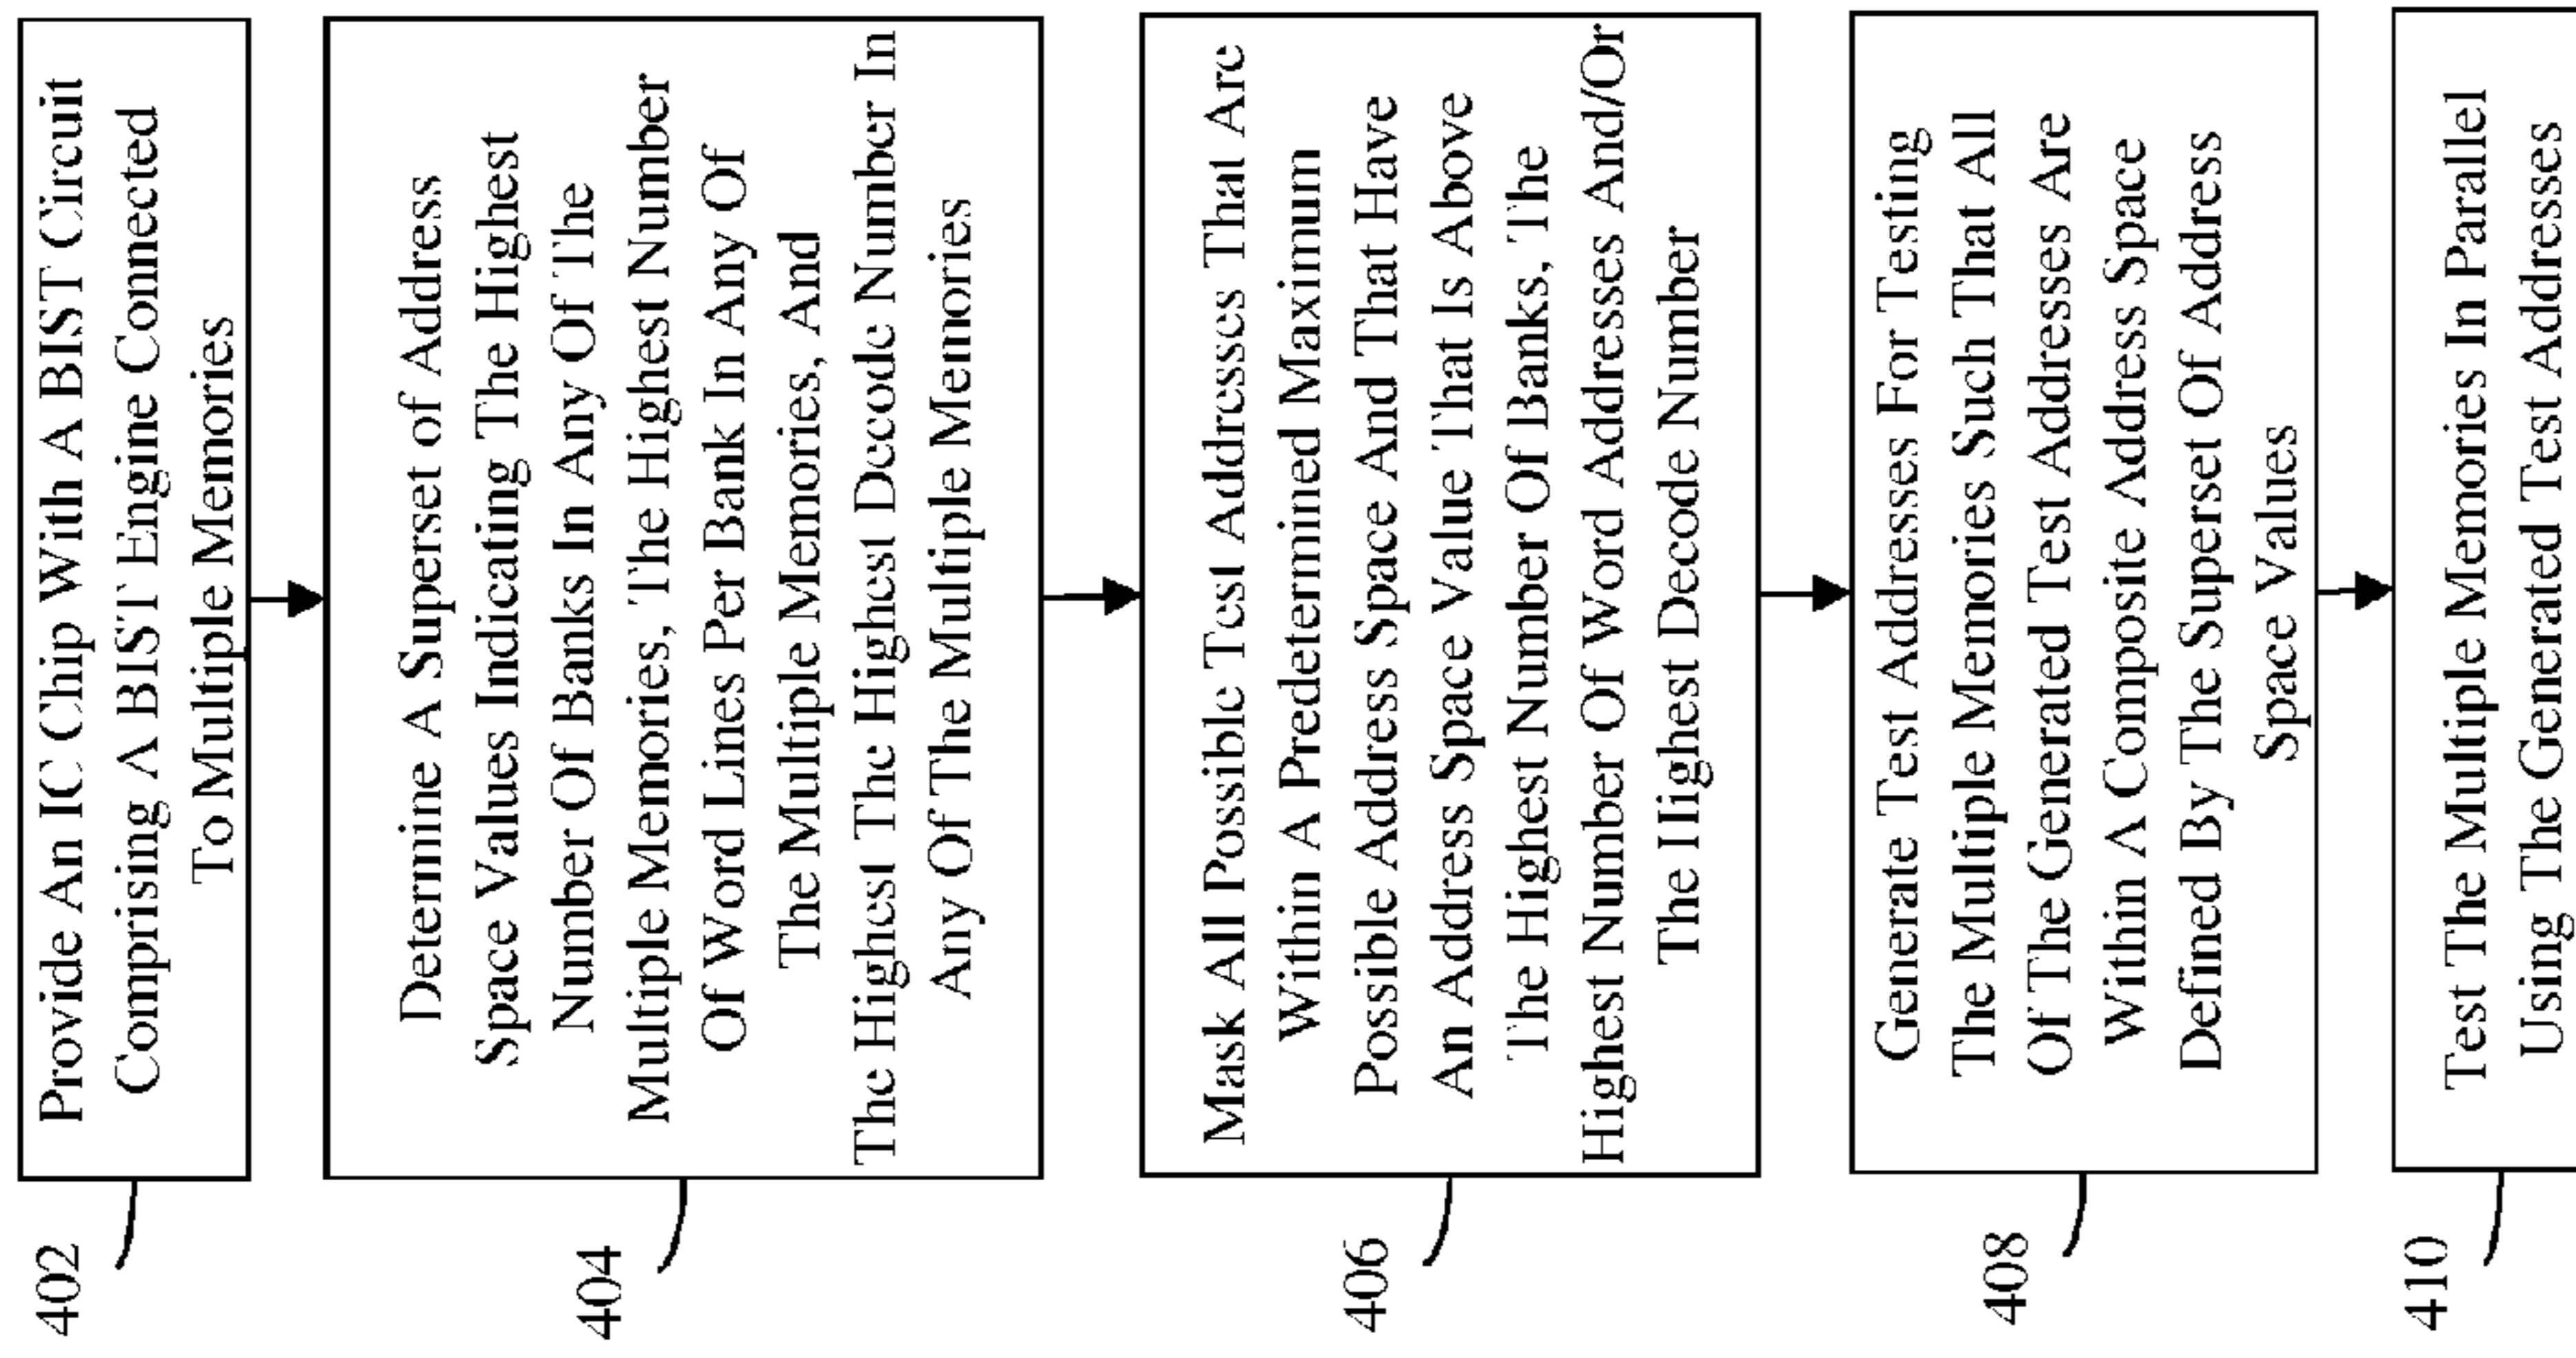 402
Provide An IC Chip With A BIST Circuit
Comprising A BIST Engine Connected
To Multiple Memories
404
Determine A Superset of Address
Space Values Indicating The Highest
Number Of Banks In Any Of The
Multiple Memories, The Highest Number
Of Word Lines Per Bank In Any Of
The Multiple Memories, And
The Highest The Highest Decode Number In
Any Of The Multiple Memories
406
Mask All Possible Test Addresses That Are
Within A Predetermined Maximum
Possible Address Space And That Have
An Address Space Value That Is Above
The Highest Number Of Banks, The
Highest Number Of Word Addresses And/Or
The Highest Decode Number
408
Generate Test Addresses For Testing
The Multiple Memories Such That All
Of The Generated Test Addresses Are
Within A Composite Address Space
Defined By The Superset Of Address
Space Values
410
Test The Multiple Memories In Parallel
Using The Generated Test Addresses